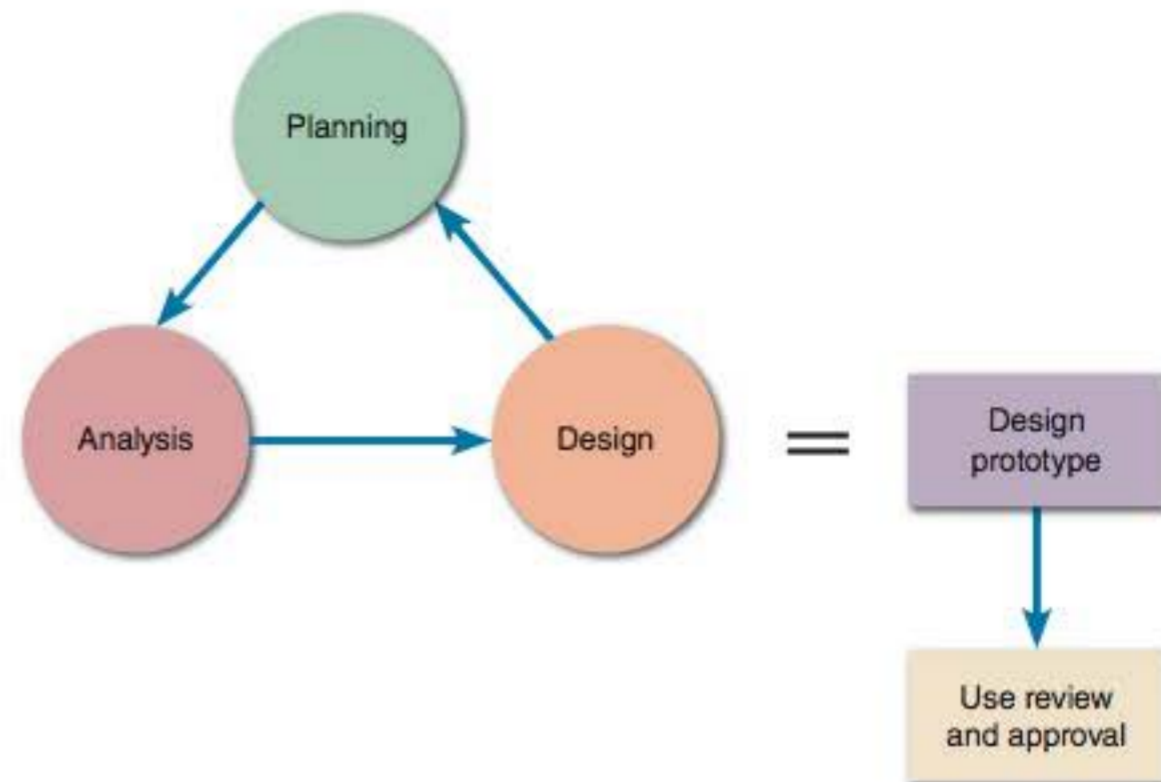 Planning
Analysis
Design
=
Design
prototype
Use review
and approval